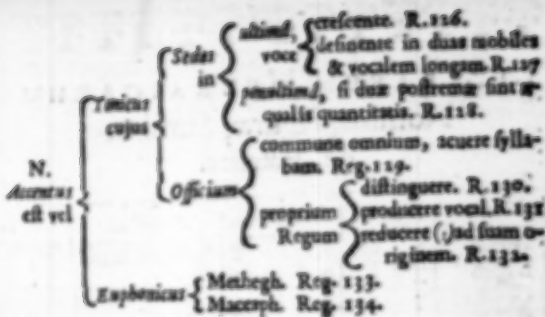 crescente. R.126.
ultimâ, voce
desinente in duas mobiles
& vocalem longam. R.127
Sedes in
penultimâ, si duæ postremæ sint æ-
qualis quantitatis. R.128.
Tonicus cujus
commune omnium, acuere sylla-
bam. Reg. 129.
N.
Accentus
est vel
Officium
distinguere. R. 130.
proprium Regum
producere vocal. R. 131
reducere (:) ad suam o-
riginem. R. 132.
Euphonicus
Methegh. Reg. 133.
Maccaph. Reg. 134.